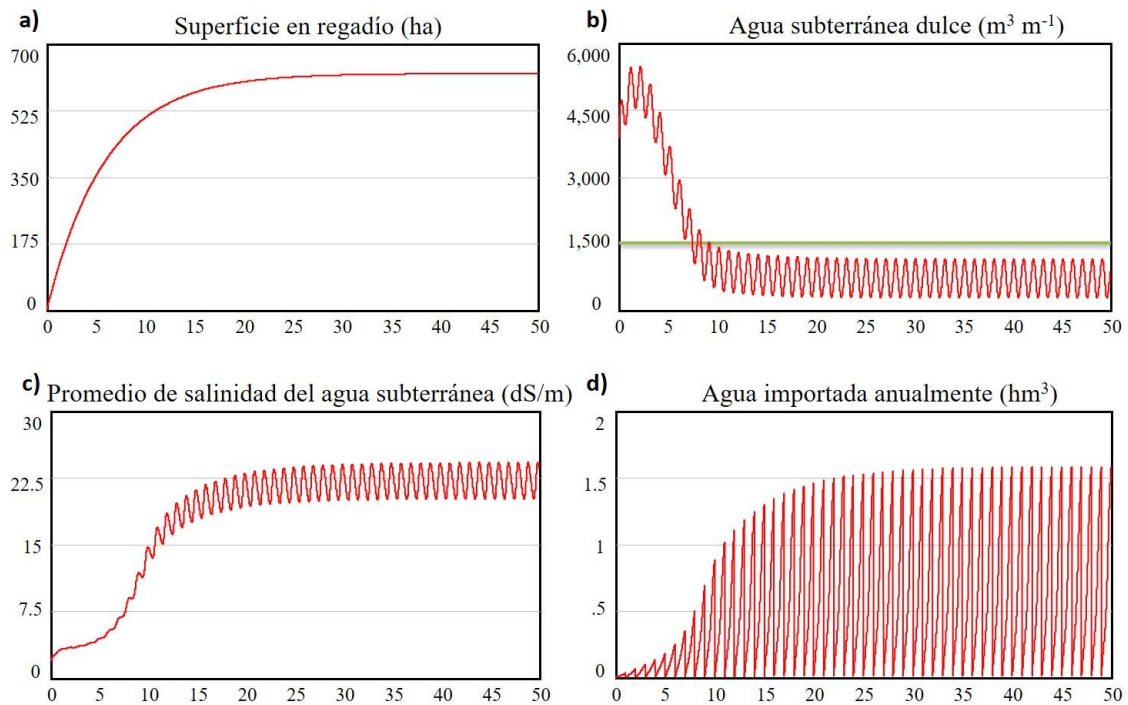 a) Superficie en regadío (ha)
700
525
350
175
0
0 5 10 15 20 25 30 35 40 45 50
b) Agua subterránea dulce (m³ m⁻¹)
6,000
4,500
3,000
1,500
0
0 5 10 15 20 25 30 35 40 45 50
c) Promedio de salinidad del agua subterránea (dS/m)
30
22.5
15
7.5
0
0 5 10 15 20 25 30 35 40 45 50
d) Agua importada anualmente (hm³)
2
1.5
1
.5
0
0 5 10 15 20 25 30 35 40 45 50